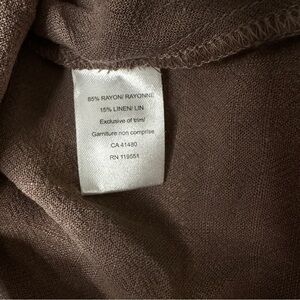 85% RAYON/ RAYONNE
15% LINEN/ LIN
Exclusive of trim/
Garniture non comprise
CA 41480
RN 119551